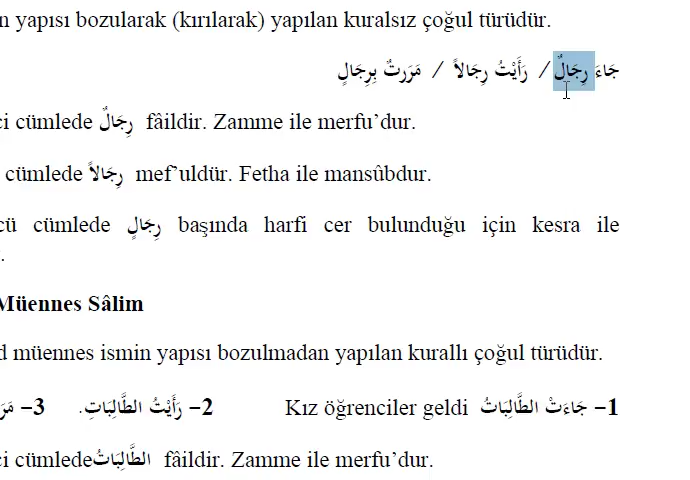 n yapısı bozularak (kırılarak) yapılan kuralsız çoğul türüdür.
جَاءَ رِجَالٌ / رَأَيْتُ رِجَالاً / مَرَرتُ بِرِجَالٍ
ci cümlede رِجَالٌ fâildir. Zamme ile merfu’dur.
cümlede رِجَالاً mef’uldür. Fetha ile mansûbdur.
cü cümlede رِجَالٍ başında harfi cer bulunduğu için kesra ile
.
Müennes Sâlim
d müennes ismin yapısı bozulmadan yapılan kurallı çoğul türüdür.
1– جَاءَتْ الطَّالِبَاتُ Kız öğrenciler geldi 2– رَأَيْتُ الطَّالِبَاتِ. 3– مَرَ
ci cümledeالطَّالِبَاتُ fâildir. Zamme ile merfu’dur.